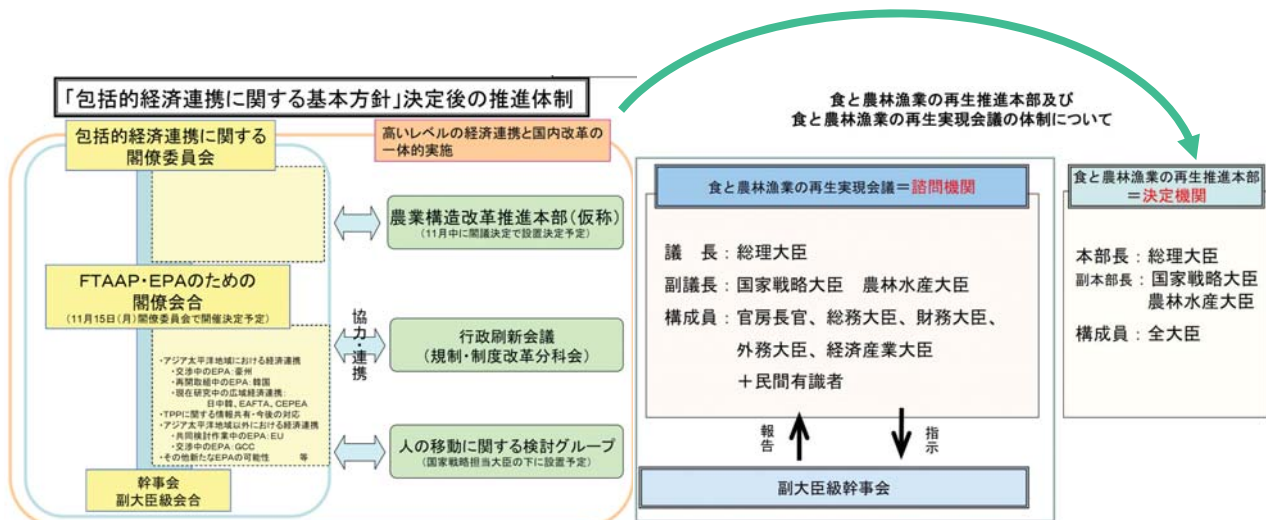 「包括的経済連携に関する基本方針」決定後の推進体制
包括的経済連携に関する
閣僚委員会
高いレベルの経済連携と国内改革の
一体的実施
農業構造改革推進本部(仮称)
(11月中に閣議決定で設置決定予定)
FTAAP・EPAのための
閣僚会合
(11月15日(月)閣僚委員会で開催決定予定)
協力・連携
行政刷新会議
(規制・制度改革分科会)
・アジア太平洋地域における経済連携
・交渉中のEPA:豪州
・再開取組中のEPA:韓国
・現在研究中の広域経済連携:
日中韓、EAFTA、CEPEA
・TPPに関する情報共有・今後の対応
・アジア太平洋地域以外における経済連携
・共同検討作業中のEPA:EU
・交渉中のEPA:GCC
・その他新たなEPAの可能性 等
人の移動に関する検討グループ
(国家戦略担当大臣の下に設置予定)
幹事会
副大臣級会合
食と農林漁業の再生推進本部及び
食と農林漁業の再生実現会議の体制について
食と農林漁業の再生実現会議=諮問機関
議 長:総理大臣
副議長:国家戦略大臣 農林水産大臣
構成員:官房長官、総務大臣、財務大臣、
外務大臣、経済産業大臣
+民間有識者
報告
指示
副大臣級幹事会
食と農林漁業の再生推進本部
=決定機関
本部長:総理大臣
副本部長:国家戦略大臣
農林水産大臣
構成員:全大臣